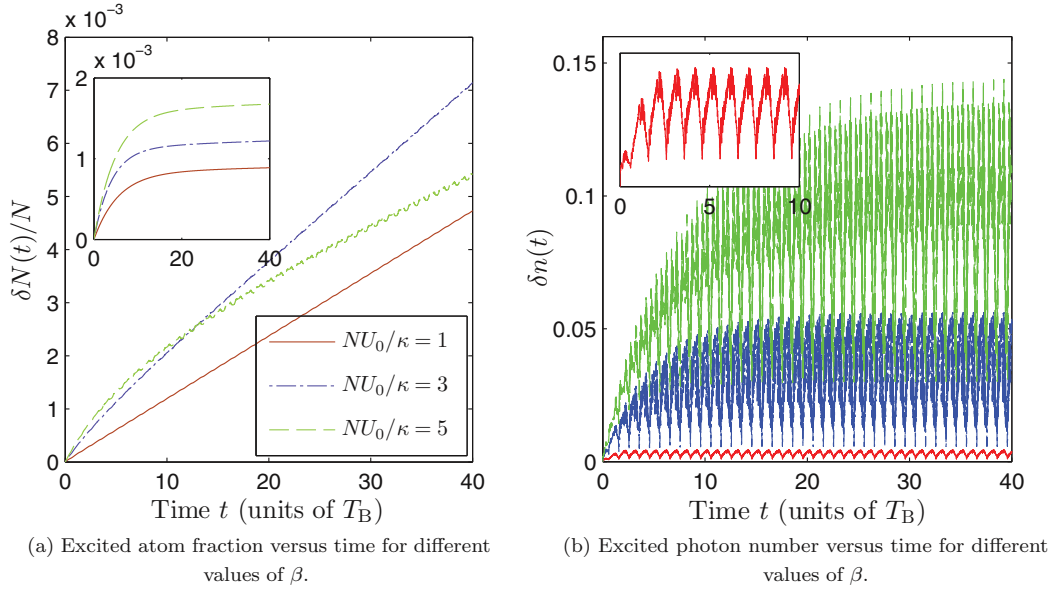 x 10⁻³
8
7
6
5
4
3
2
1
0
δN(t)/N
x 10⁻³
2
1
0
0 20 40
NU₀/κ = 1
NU₀/κ = 3
NU₀/κ = 5
0 10 20 30 40
Time t (units of T_B)
(a) Excited atom fraction versus time for different
values of β.
0.15
0.1
0.05
0
δn(t)
0 5 10
0 10 20 30 40
Time t (units of T_B)
(b) Excited photon number versus time for different
values of β.